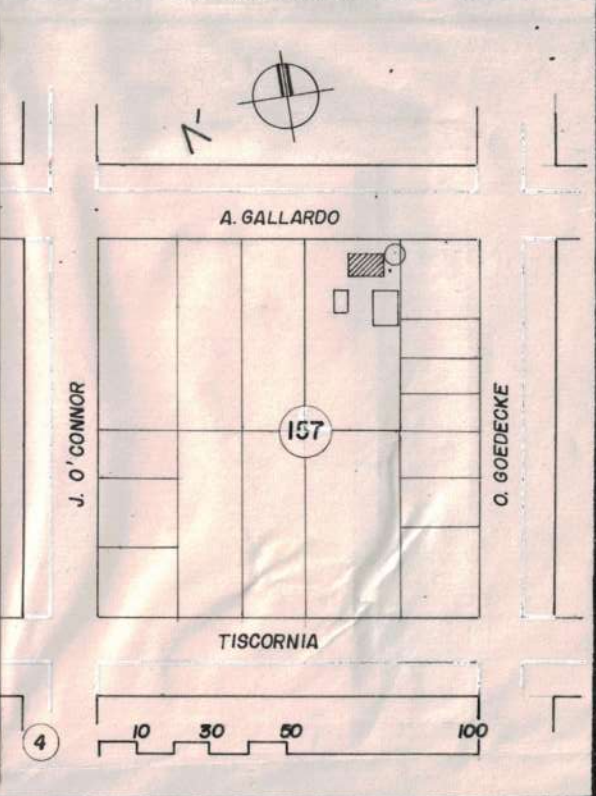 A. GALLARDO
J. O'CONNOR
157
O. GOEDECKE
TISCORNIA
4
10 30 50 100